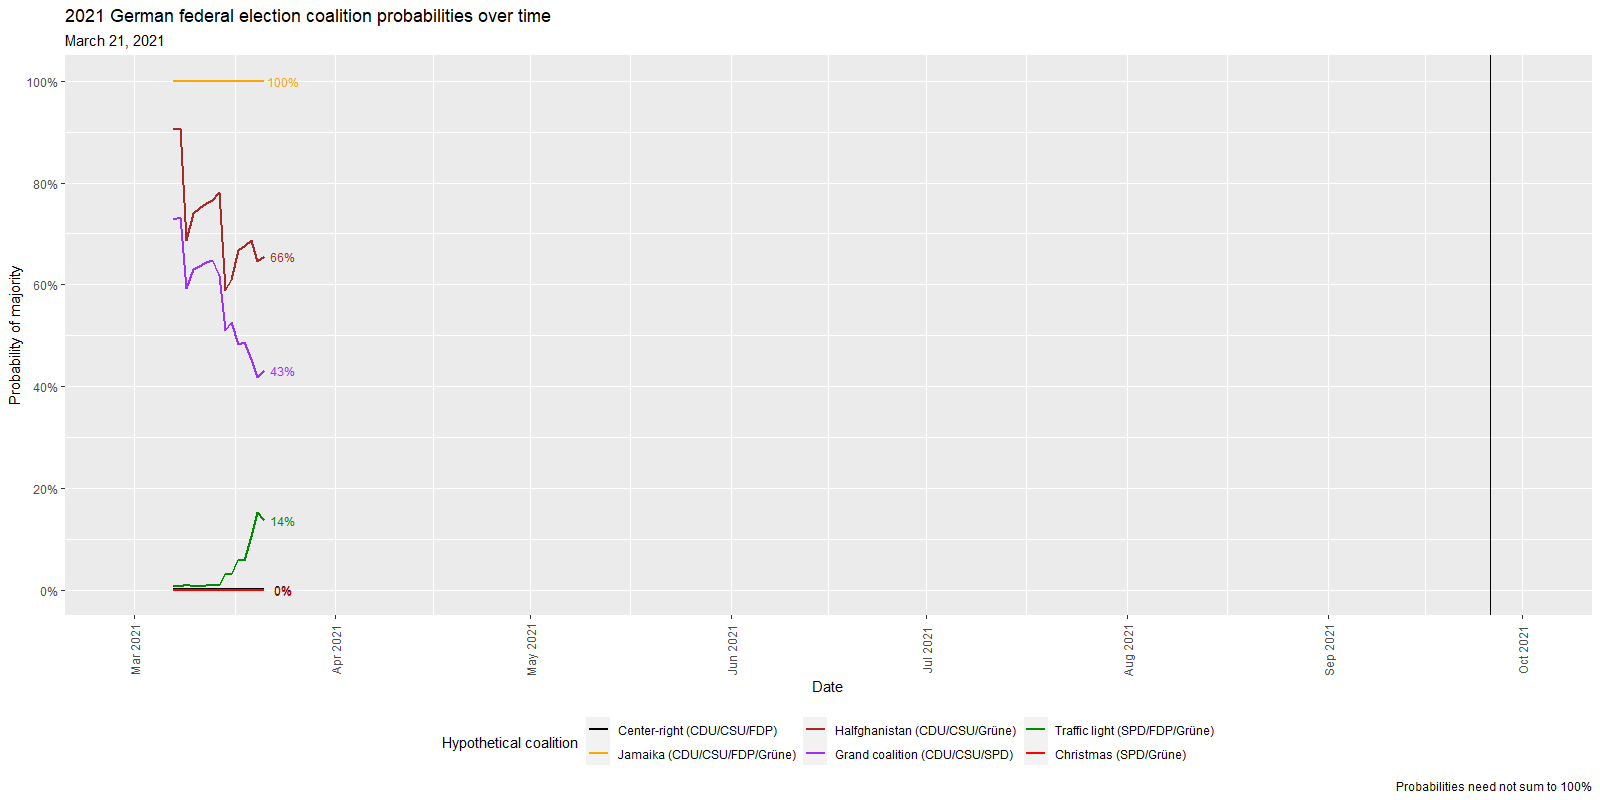 2021 German federal election coalition probabilities over time
March 21, 2021
Probability of majority
100%
80%
60%
40%
20%
0%
100%
66%
43%
14%
0%
Mar 2021
Apr 2021
May 2021
Jun 2021
Jul 2021
Aug 2021
Sep 2021
Oct 2021
Date
Hypothetical coalition
Center-right (CDU/CSU/FDP)
Halfghanistan (CDU/CSU/Grüne)
Traffic light (SPD/FDP/Grüne)
Jamaika (CDU/CSU/FDP/Grüne)
Grand coalition (CDU/CSU/SPD)
Christmas (SPD/Grüne)
Probabilities need not sum to 100%